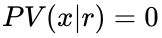 PV(x|r) = 0